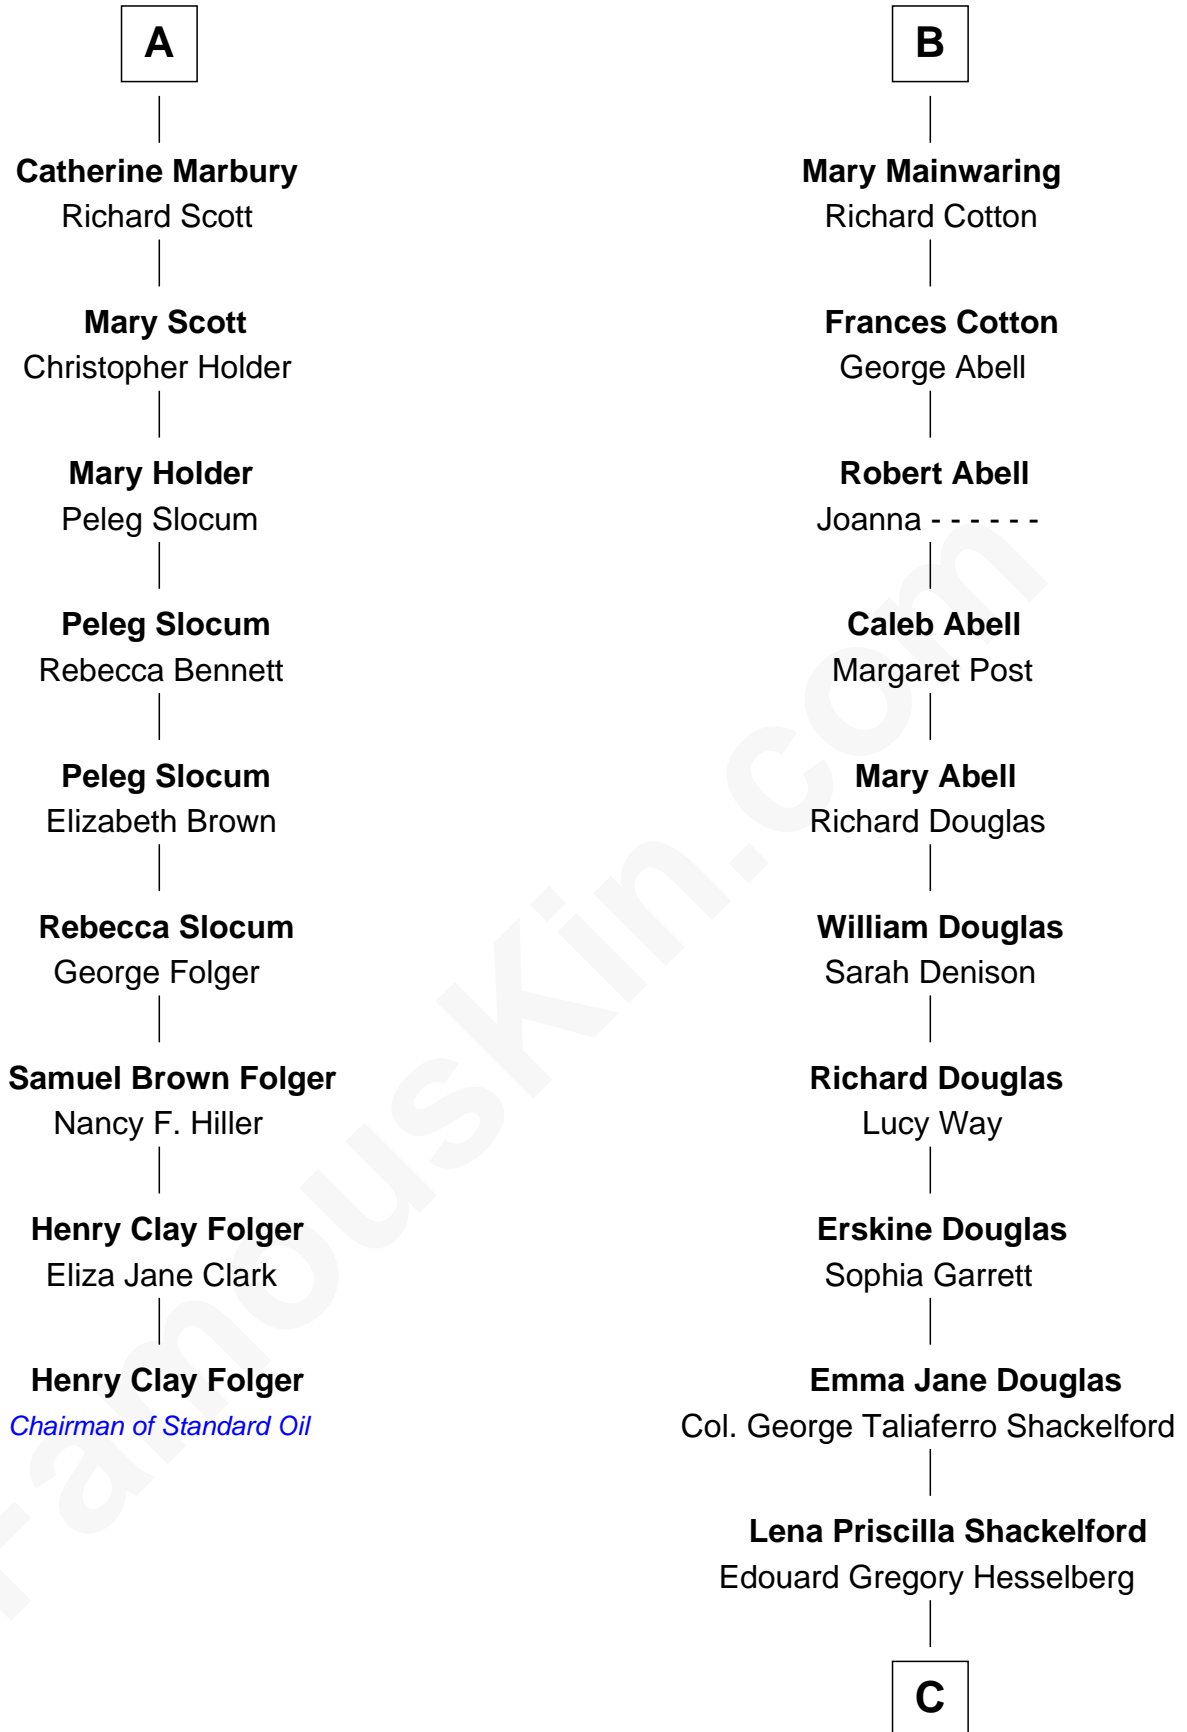 A
Catherine Marbury
Richard Scott
Mary Scott
Christopher Holder
Mary Holder
Peleg Slocum
Peleg Slocum
Rebecca Bennett
Peleg Slocum
Elizabeth Brown
Rebecca Slocum
George Folger
Samuel Brown Folger
Nancy F. Hiller
Henry Clay Folger
Eliza Jane Clark
Henry Clay Folger
Chairman of Standard Oil
B
Mary Mainwaring
Richard Cotton
Frances Cotton
George Abell
Robert Abell
Joanna - - - - - -
Caleb Abell
Margaret Post
Mary Abell
Richard Douglas
William Douglas
Sarah Denison
Richard Douglas
Lucy Way
Erskine Douglas
Sophia Garrett
Emma Jane Douglas
Col. George Taliaferro Shackelford
Lena Priscilla Shackelford
Edouard Gregory Hesselberg
C
FamousKin.com